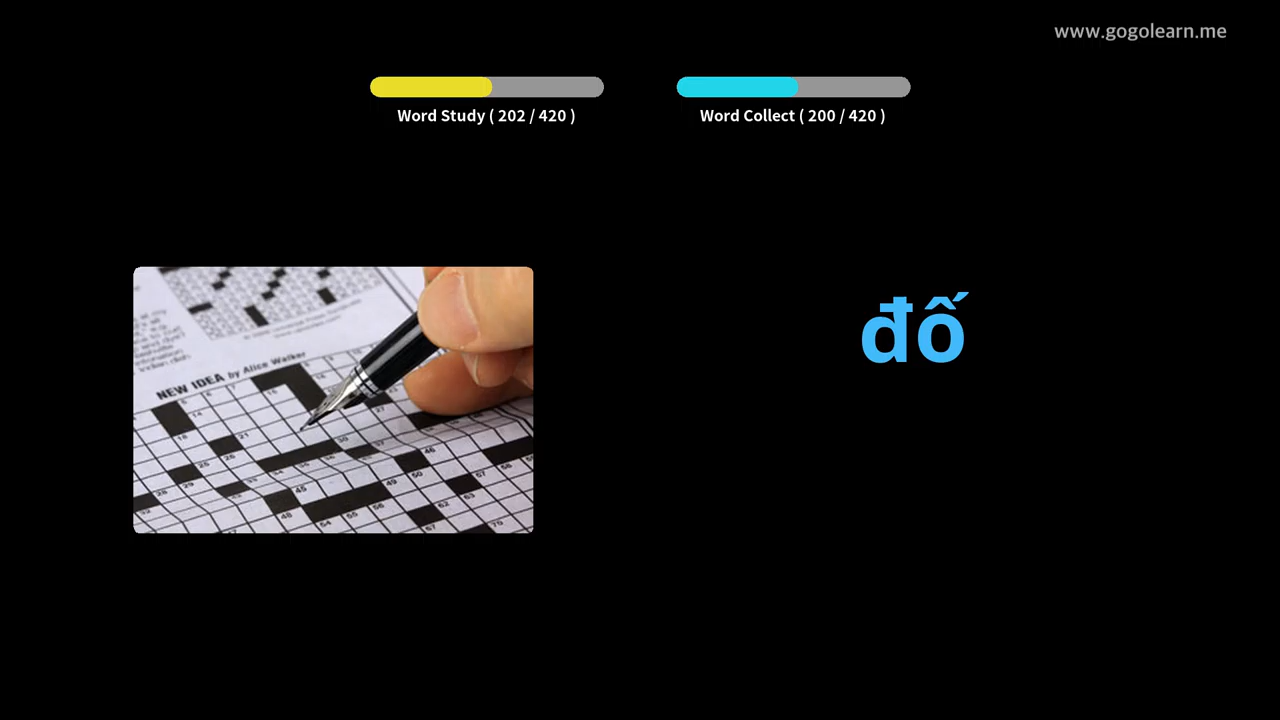 www.gogolearn.me
Word Study ( 202 / 420 )
Word Collect ( 200 / 420 )
đố
NEW IDEA by Alice Walker